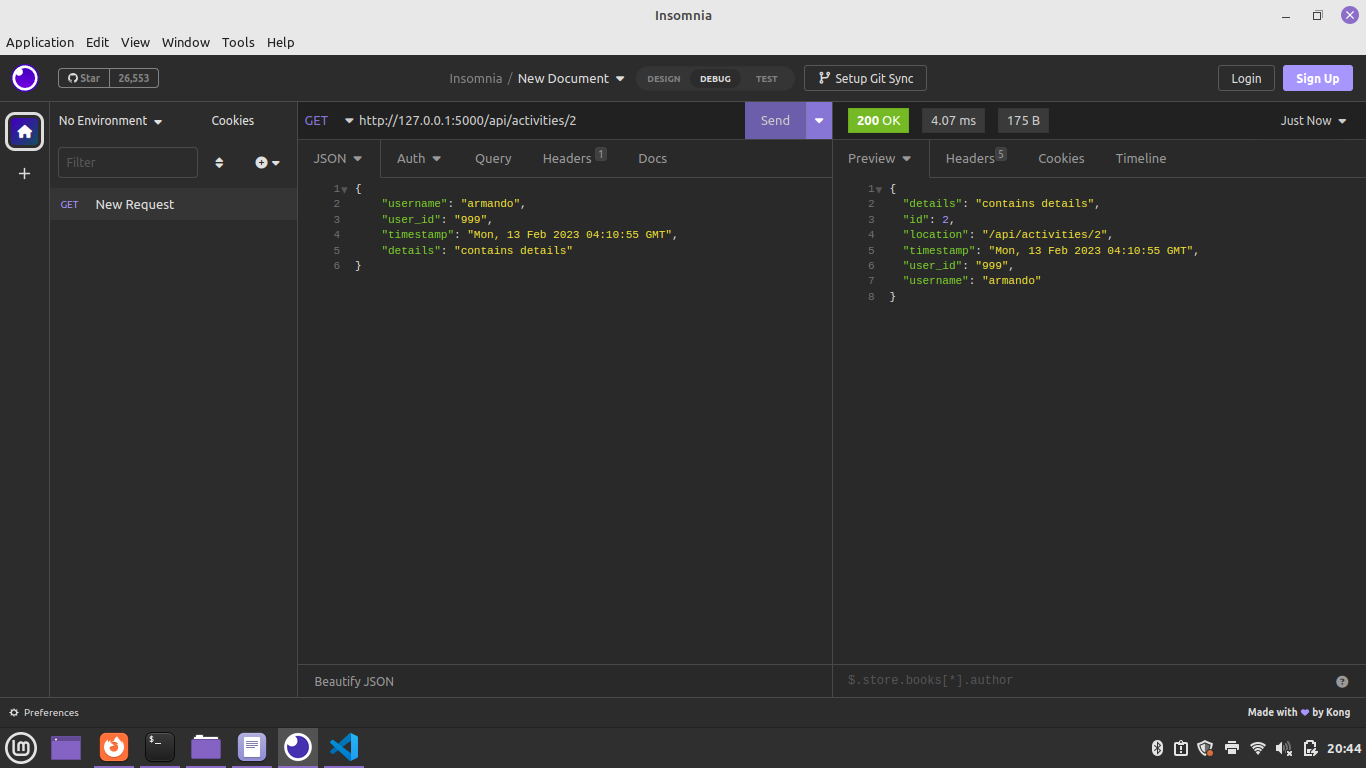 Insomnia
Application Edit View Window Tools Help
Star 26,553
Insomnia / New Document
DESIGN DEBUG TEST
Setup Git Sync
Login
Sign Up
No Environment
Cookies
Filter
GET New Request
GET http://127.0.0.1:5000/api/activities/2
Send
JSON Auth Query Headers 1 Docs
1 {
2 "username": "armando",
3 "user_id": "999",
4 "timestamp": "Mon, 13 Feb 2023 04:10:55 GMT",
5 "details": "contains details"
6 }
Beautify JSON
200 OK 4.07 ms 175 B Just Now
Preview Headers 5 Cookies Timeline
1 {
2 "details": "contains details",
3 "id": 2,
4 "location": "/api/activities/2",
5 "timestamp": "Mon, 13 Feb 2023 04:10:55 GMT",
6 "user_id": "999",
7 "username": "armando"
8 }
$.store.books[*].author ?
Preferences
Made with ❤ by Kong
$_
20:44